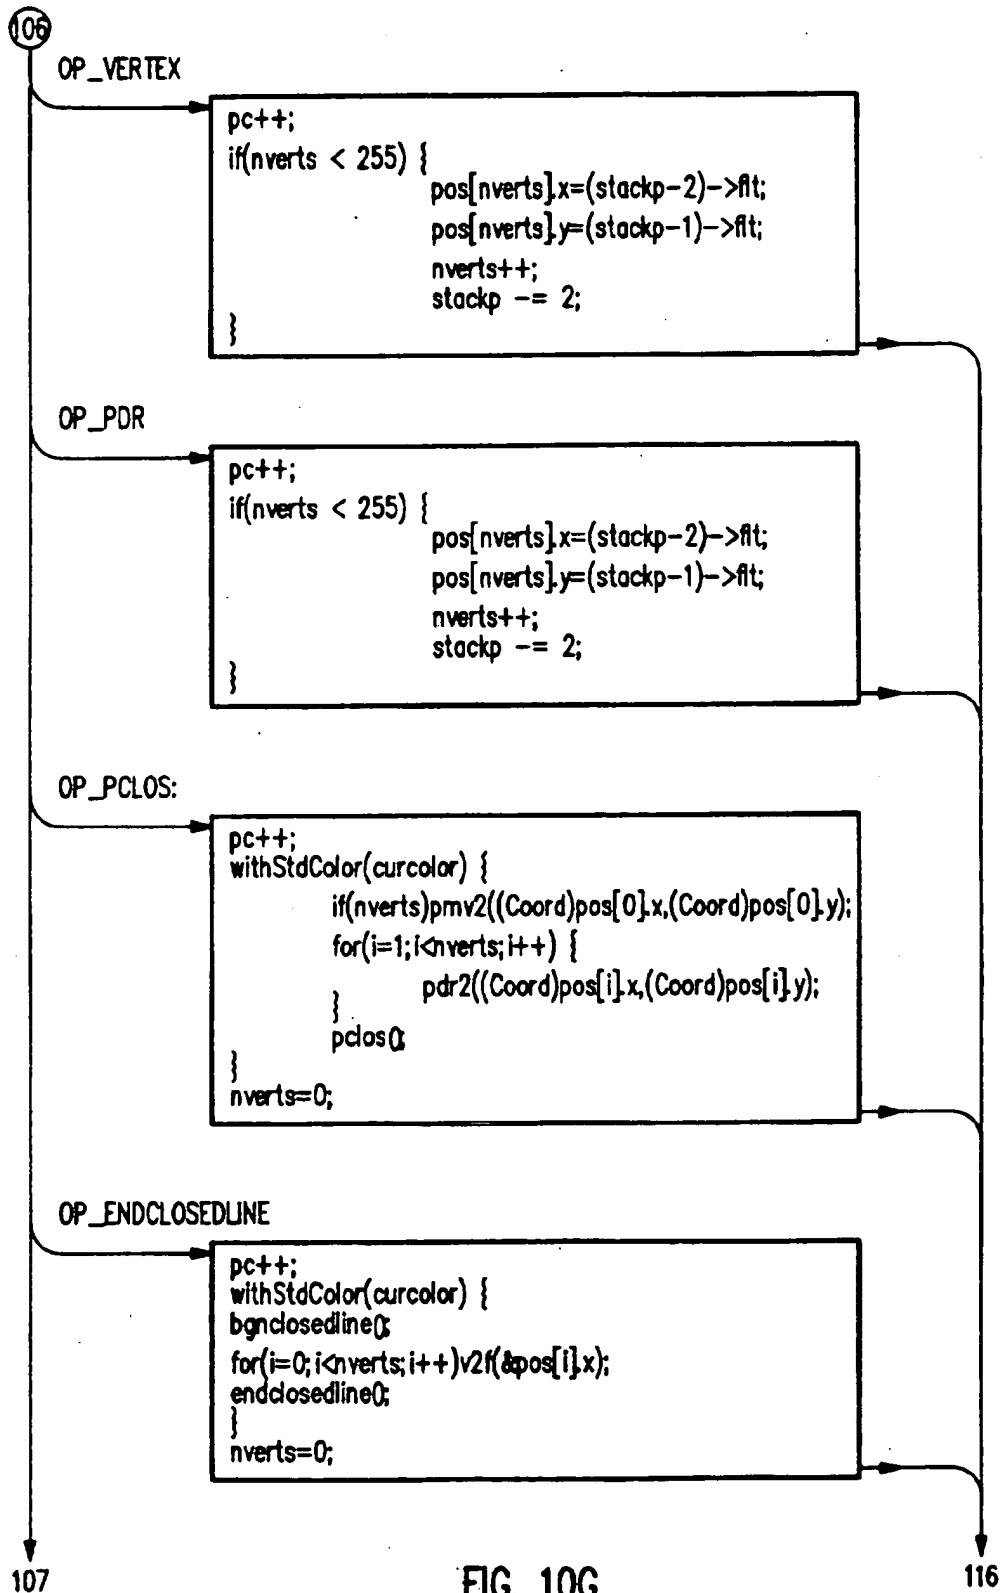 106
OP_VERTEX
pc++;
if(nverts < 255) {
pos[nverts].x=(stackp-2)->flt;
pos[nverts].y=(stackp-1)->flt;
nverts++;
stackp -= 2;
}
OP_PDR
pc++;
if(nverts < 255) {
pos[nverts].x=(stackp-2)->flt;
pos[nverts].y=(stackp-1)->flt;
nverts++;
stackp -= 2;
}
OP_PCLOS:
pc++;
withStdColor(curcolor) {
if(nverts)pmv2((Coord)pos[0].x,(Coord)pos[0].y);
for(i=1;i<nverts;i++) {
pdr2((Coord)pos[i].x,(Coord)pos[i].y);
}
pclos();
}
nverts=0;
OP_ENDCLOSEDLINE
pc++;
withStdColor(curcolor) {
bgnclosedline();
for(i=0;i<nverts;i++)v2f(&pos[i].x);
endclosedline();
}
nverts=0;
107
FIG. 10G
116